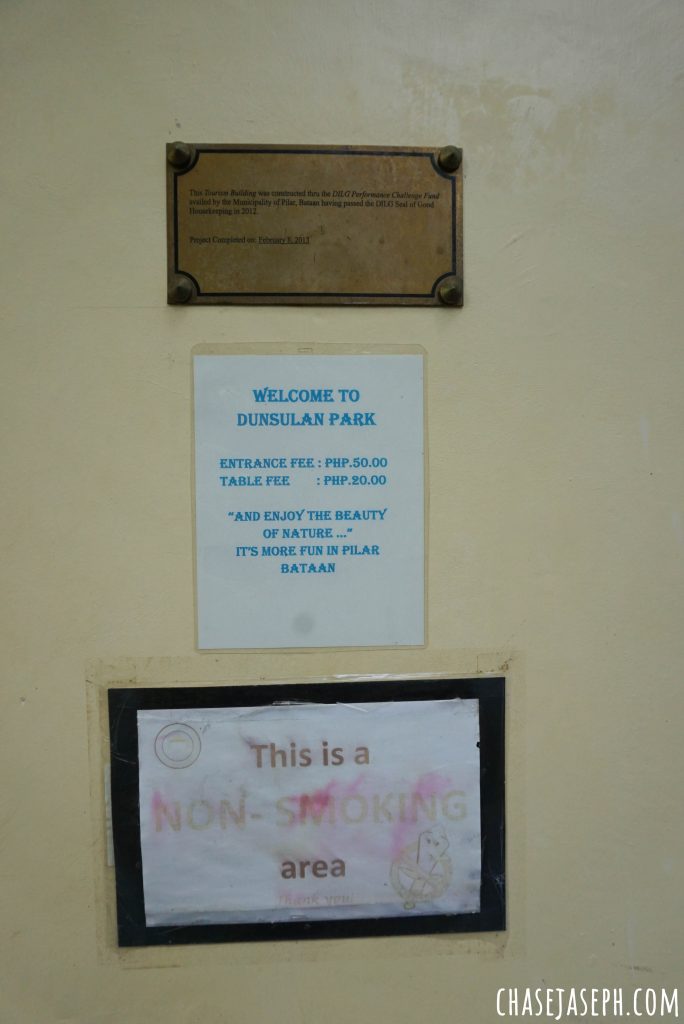 This Tourism Building was constructed thru the DILG Performance Challenge Fund
availed by the Municipality of Pilar, Bataan having passed the DILG Seal of Good
Housekeeping in 2012.
Project Completed on: February 8, 2013
WELCOME TO
DUNSULAN PARK
ENTRANCE FEE : PHP.50.00
TABLE FEE : PHP.20.00
“AND ENJOY THE BEAUTY
OF NATURE ...”
IT'S MORE FUN IN PILAR
BATAAN
This is a
NON- SMOKING
area
Thank you!
CHASEJASEPH.COM